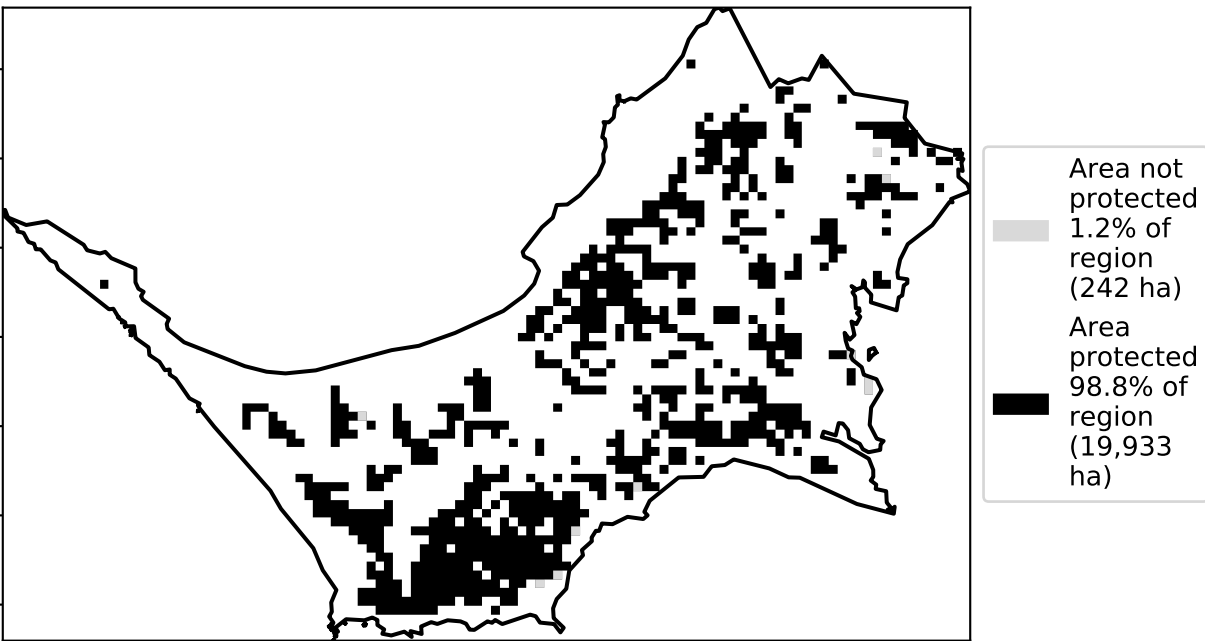 Area not
protected
1.2% of
region
(242 ha)
Area
protected
98.8% of
region
(19,933
ha)